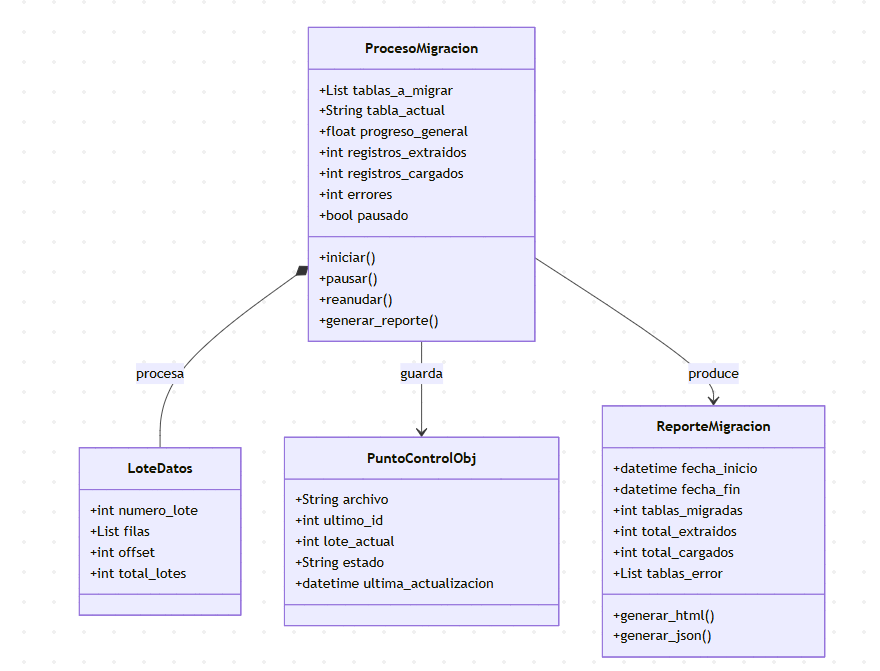 ProcesoMigracion
+List tablas_a_migrar
+String tabla_actual
+float progreso_general
+int registros_extraidos
+int registros_cargados
+int errores
+bool pausado
+iniciar()
+pausar()
+reanudar()
+generar_reporte()
procesa
guarda
produce
LoteDatos
+int numero_lote
+List filas
+int offset
+int total_lotes
PuntoControlObj
+String archivo
+int ultimo_id
+int lote_actual
+String estado
+datetime ultima_actualizacion
ReporteMigracion
+datetime fecha_inicio
+datetime fecha_fin
+int tablas_migradas
+int total_extraidos
+int total_cargados
+List tablas_error
+generar_html()
+generar_json()